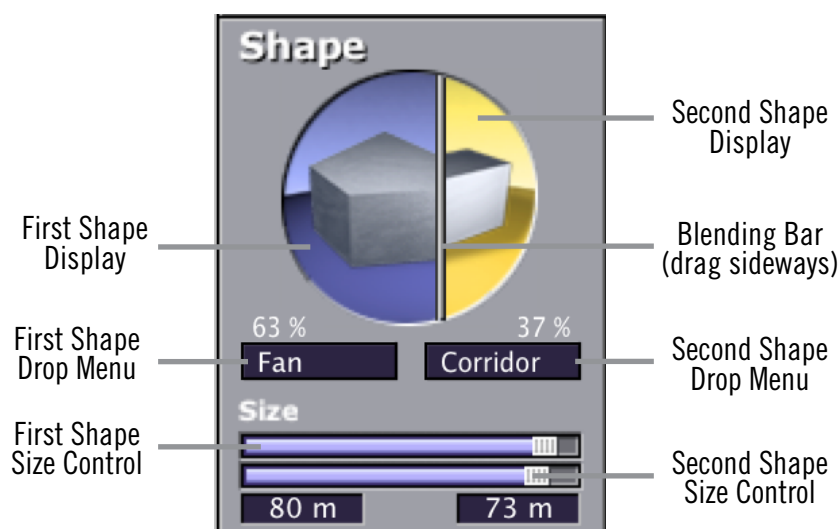 Shape
Second Shape
Display
First Shape
Display
Blending Bar
(drag sideways)
63 %
37 %
First Shape
Drop Menu
Fan
Corridor
Second Shape
Drop Menu
Size
First Shape
Size Control
Second Shape
Size Control
80 m
73 m